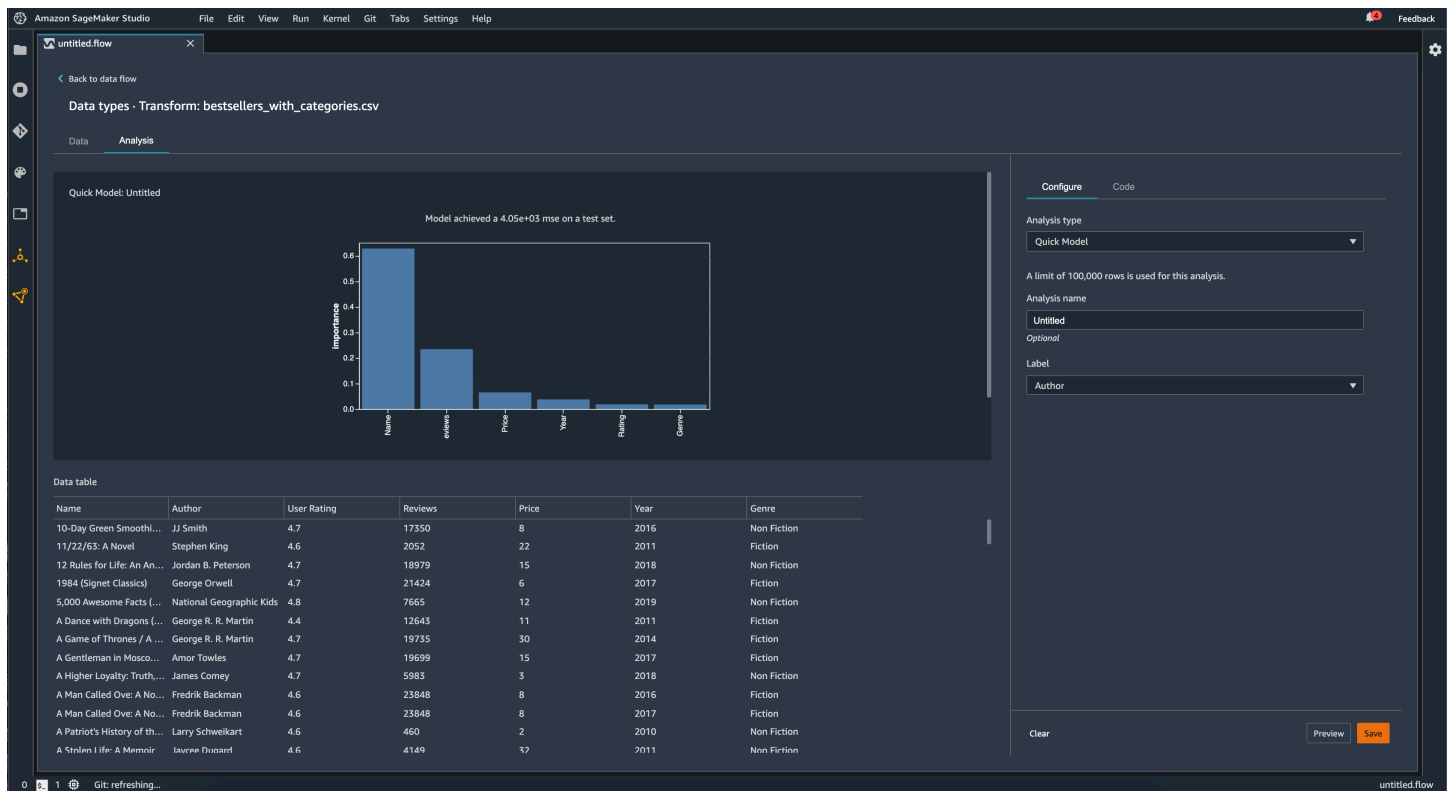 Amazon SageMaker Studio File Edit View Run Kernel Git Tabs Settings Help 4 Feedback
untitled.flow
Back to data flow
Data types · Transform: bestsellers_with_categories.csv
Data Analysis
Quick Model: Untitled
Model achieved a 4.05e+03 mse on a test set.
Importance
0.6
0.5
0.4
0.3
0.2
0.1
0.0
Name eviews Price Year Rating Genre
Data table
Name Author User Rating Reviews Price Year Genre
10-Day Green Smoothi... JJ Smith 4.7 17350 8 2016 Non Fiction
11/22/63: A Novel Stephen King 4.6 2052 22 2011 Fiction
12 Rules for Life: An An... Jordan B. Peterson 4.7 18979 15 2018 Non Fiction
1984 (Signet Classics) George Orwell 4.7 21424 6 2017 Fiction
5,000 Awesome Facts (... National Geographic Kids 4.8 7665 12 2019 Non Fiction
A Dance with Dragons (... George R. R. Martin 4.4 12643 11 2011 Fiction
A Game of Thrones / A ... George R. R. Martin 4.7 19735 30 2014 Fiction
A Gentleman in Mosco... Amor Towles 4.7 19699 15 2017 Fiction
A Higher Loyalty: Truth,... James Comey 4.7 5983 3 2018 Non Fiction
A Man Called Ove: A No... Fredrik Backman 4.6 23848 8 2016 Fiction
A Man Called Ove: A No... Fredrik Backman 4.6 23848 8 2017 Fiction
A Patriot's History of th... Larry Schweikart 4.6 460 2 2010 Non Fiction
A Stolen Life: A Memoir Jaycee Dugard 4.6 4149 32 2011 Non Fiction
Configure Code
Analysis type
Quick Model
A limit of 100,000 rows is used for this analysis.
Analysis name
Untitled
Optional
Label
Author
Clear Preview Save
0 $_ 1 Git: refreshing... untitled.flow